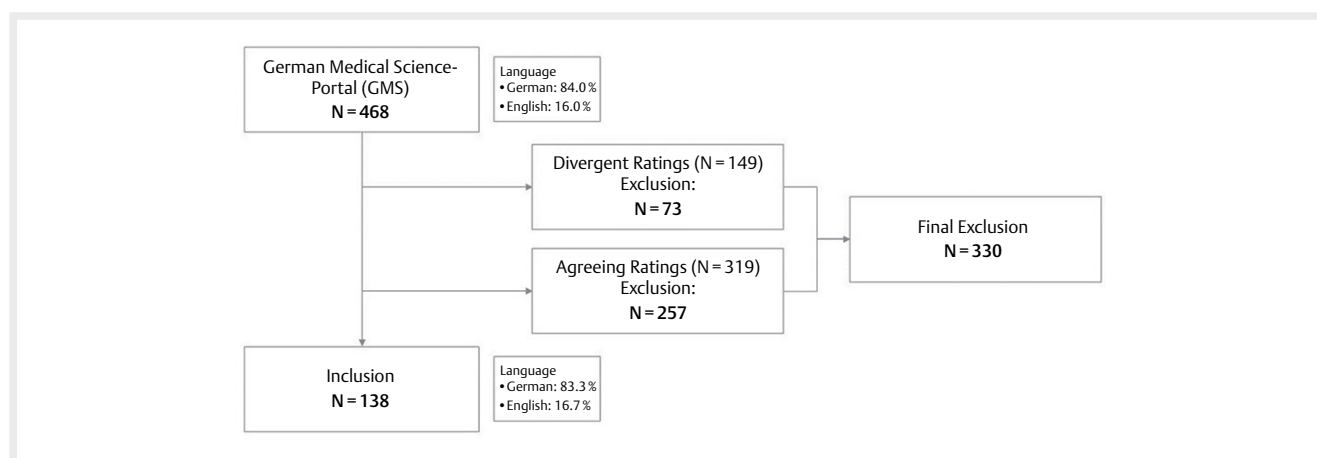 German Medical Science-
Portal (GMS)
N = 468
Language
• German: 84.0 %
• English: 16.0 %
Divergent Ratings (N = 149)
Exclusion:
N = 73
Final Exclusion
N = 330
Agreeing Ratings (N = 319)
Exclusion:
N = 257
Inclusion
N = 138
Language
• German: 83.3 %
• English: 16.7 %